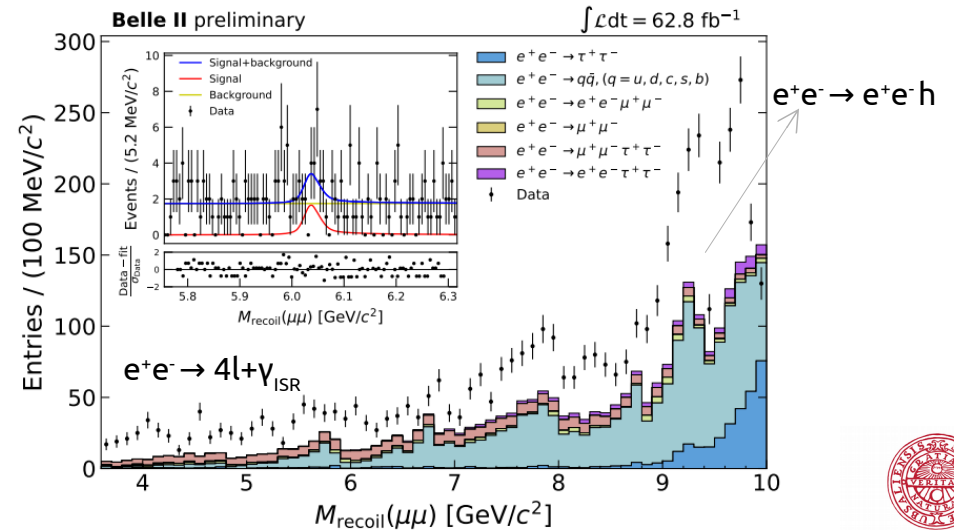 Belle II preliminary
∫ℒdt = 62.8 fb⁻¹
Entries / (100 MeV/c²)
300
250
200
150
100
50
0
4
5
6
7
8
9
10
M_recoil(μμ) [GeV/c²]
Events / (5.2 MeV/c²)
10
8
6
4
2
0
Signal+background
Signal
Background
Data
Data − fit
σ_Data
2
0
−2
5.8
5.9
6.0
6.1
6.2
6.3
M_recoil(μμ) [GeV/c²]
e⁺e⁻→τ⁺τ⁻
e⁺e⁻→qq̄, (q = u, d, c, s, b)
e⁺e⁻→e⁺e⁻μ⁺μ⁻
e⁺e⁻→μ⁺μ⁻
e⁺e⁻→μ⁺μ⁻τ⁺τ⁻
e⁺e⁻→e⁺e⁻τ⁺τ⁻
Data
e⁺e⁻→ e⁺e⁻h
e⁺e⁻→ 4l+γ_ISR